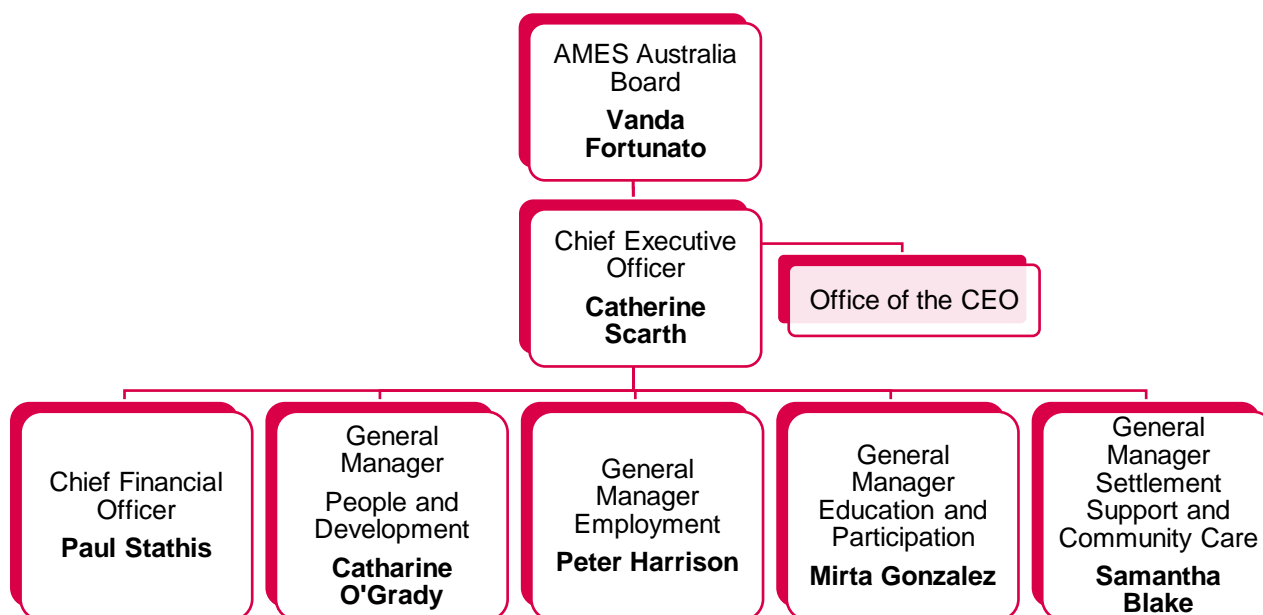 AMES Australia
Board
Vanda
Fortunato
Chief Executive
Officer
Catherine
Scarth
Office of the CEO
Chief Financial
Officer
Paul Stathis
General
Manager
People and
Development
Catharine
O'Grady
General
Manager
Employment
Peter Harrison
General
Manager
Education and
Participation
Mirta Gonzalez
General
Manager
Settlement
Support and
Community Care
Samantha
Blake